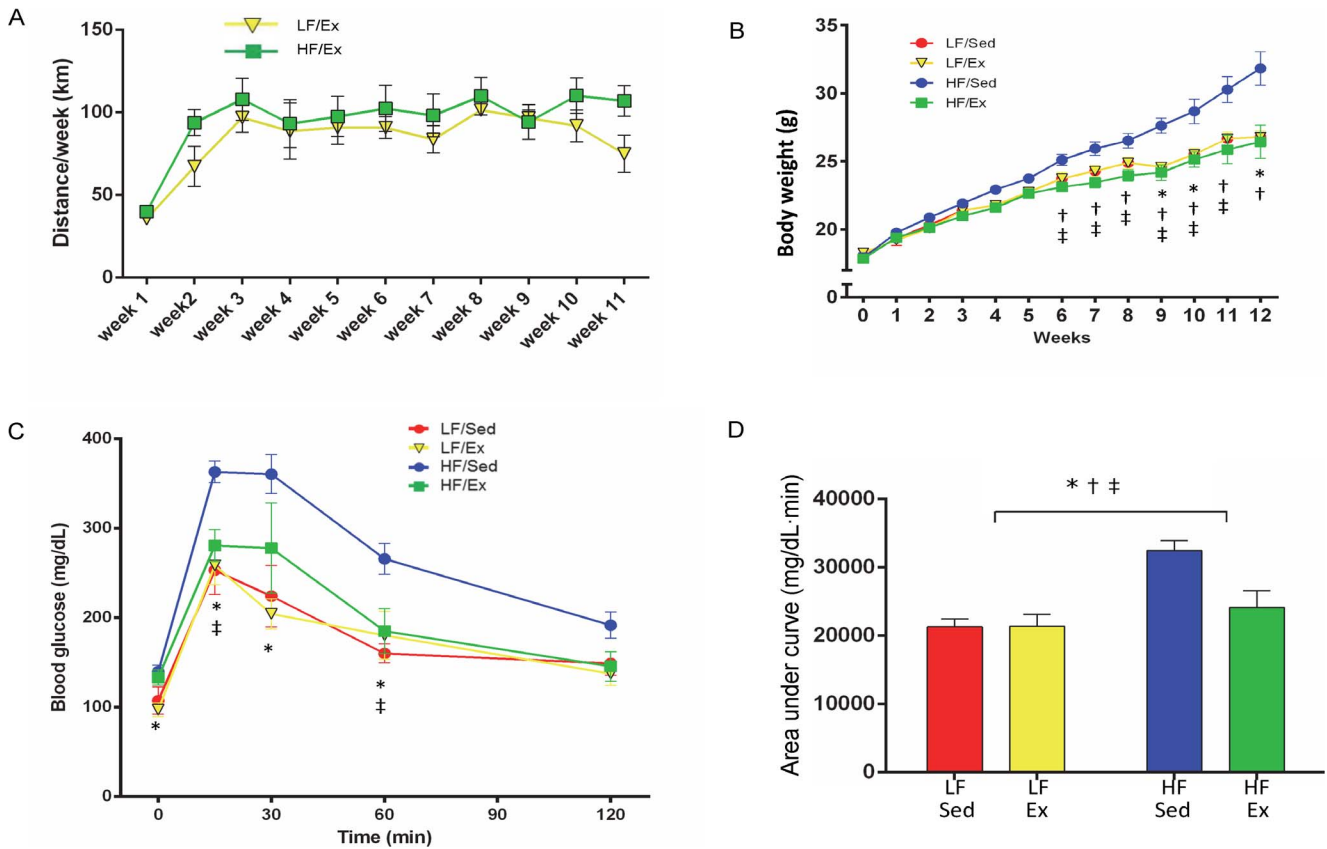 A
LF/Ex
HF/Ex
Distance/week (km)
150
100
50
0
week 1
week2
week 3
week 4
week 5
week 6
week 7
week 8
week 9
week 10
week 11
B
LF/Sed
LF/Ex
HF/Sed
HF/Ex
Body weight (g)
35
30
25
20
0
† ‡
† ‡
† ‡
* † ‡
* † ‡
† ‡
* †
0 1 2 3 4 5 6 7 8 9 10 11 12
Weeks
C
LF/Sed
LF/Ex
HF/Sed
HF/Ex
Blood glucose (mg/dL)
400
300
200
100
0
*
* ‡
*
* ‡
0 30 60 90 120
Time (min)
D
* † ‡
Area under curve (mg/dL·min)
40000
30000
20000
10000
0
LF Sed
LF Ex
HF Sed
HF Ex